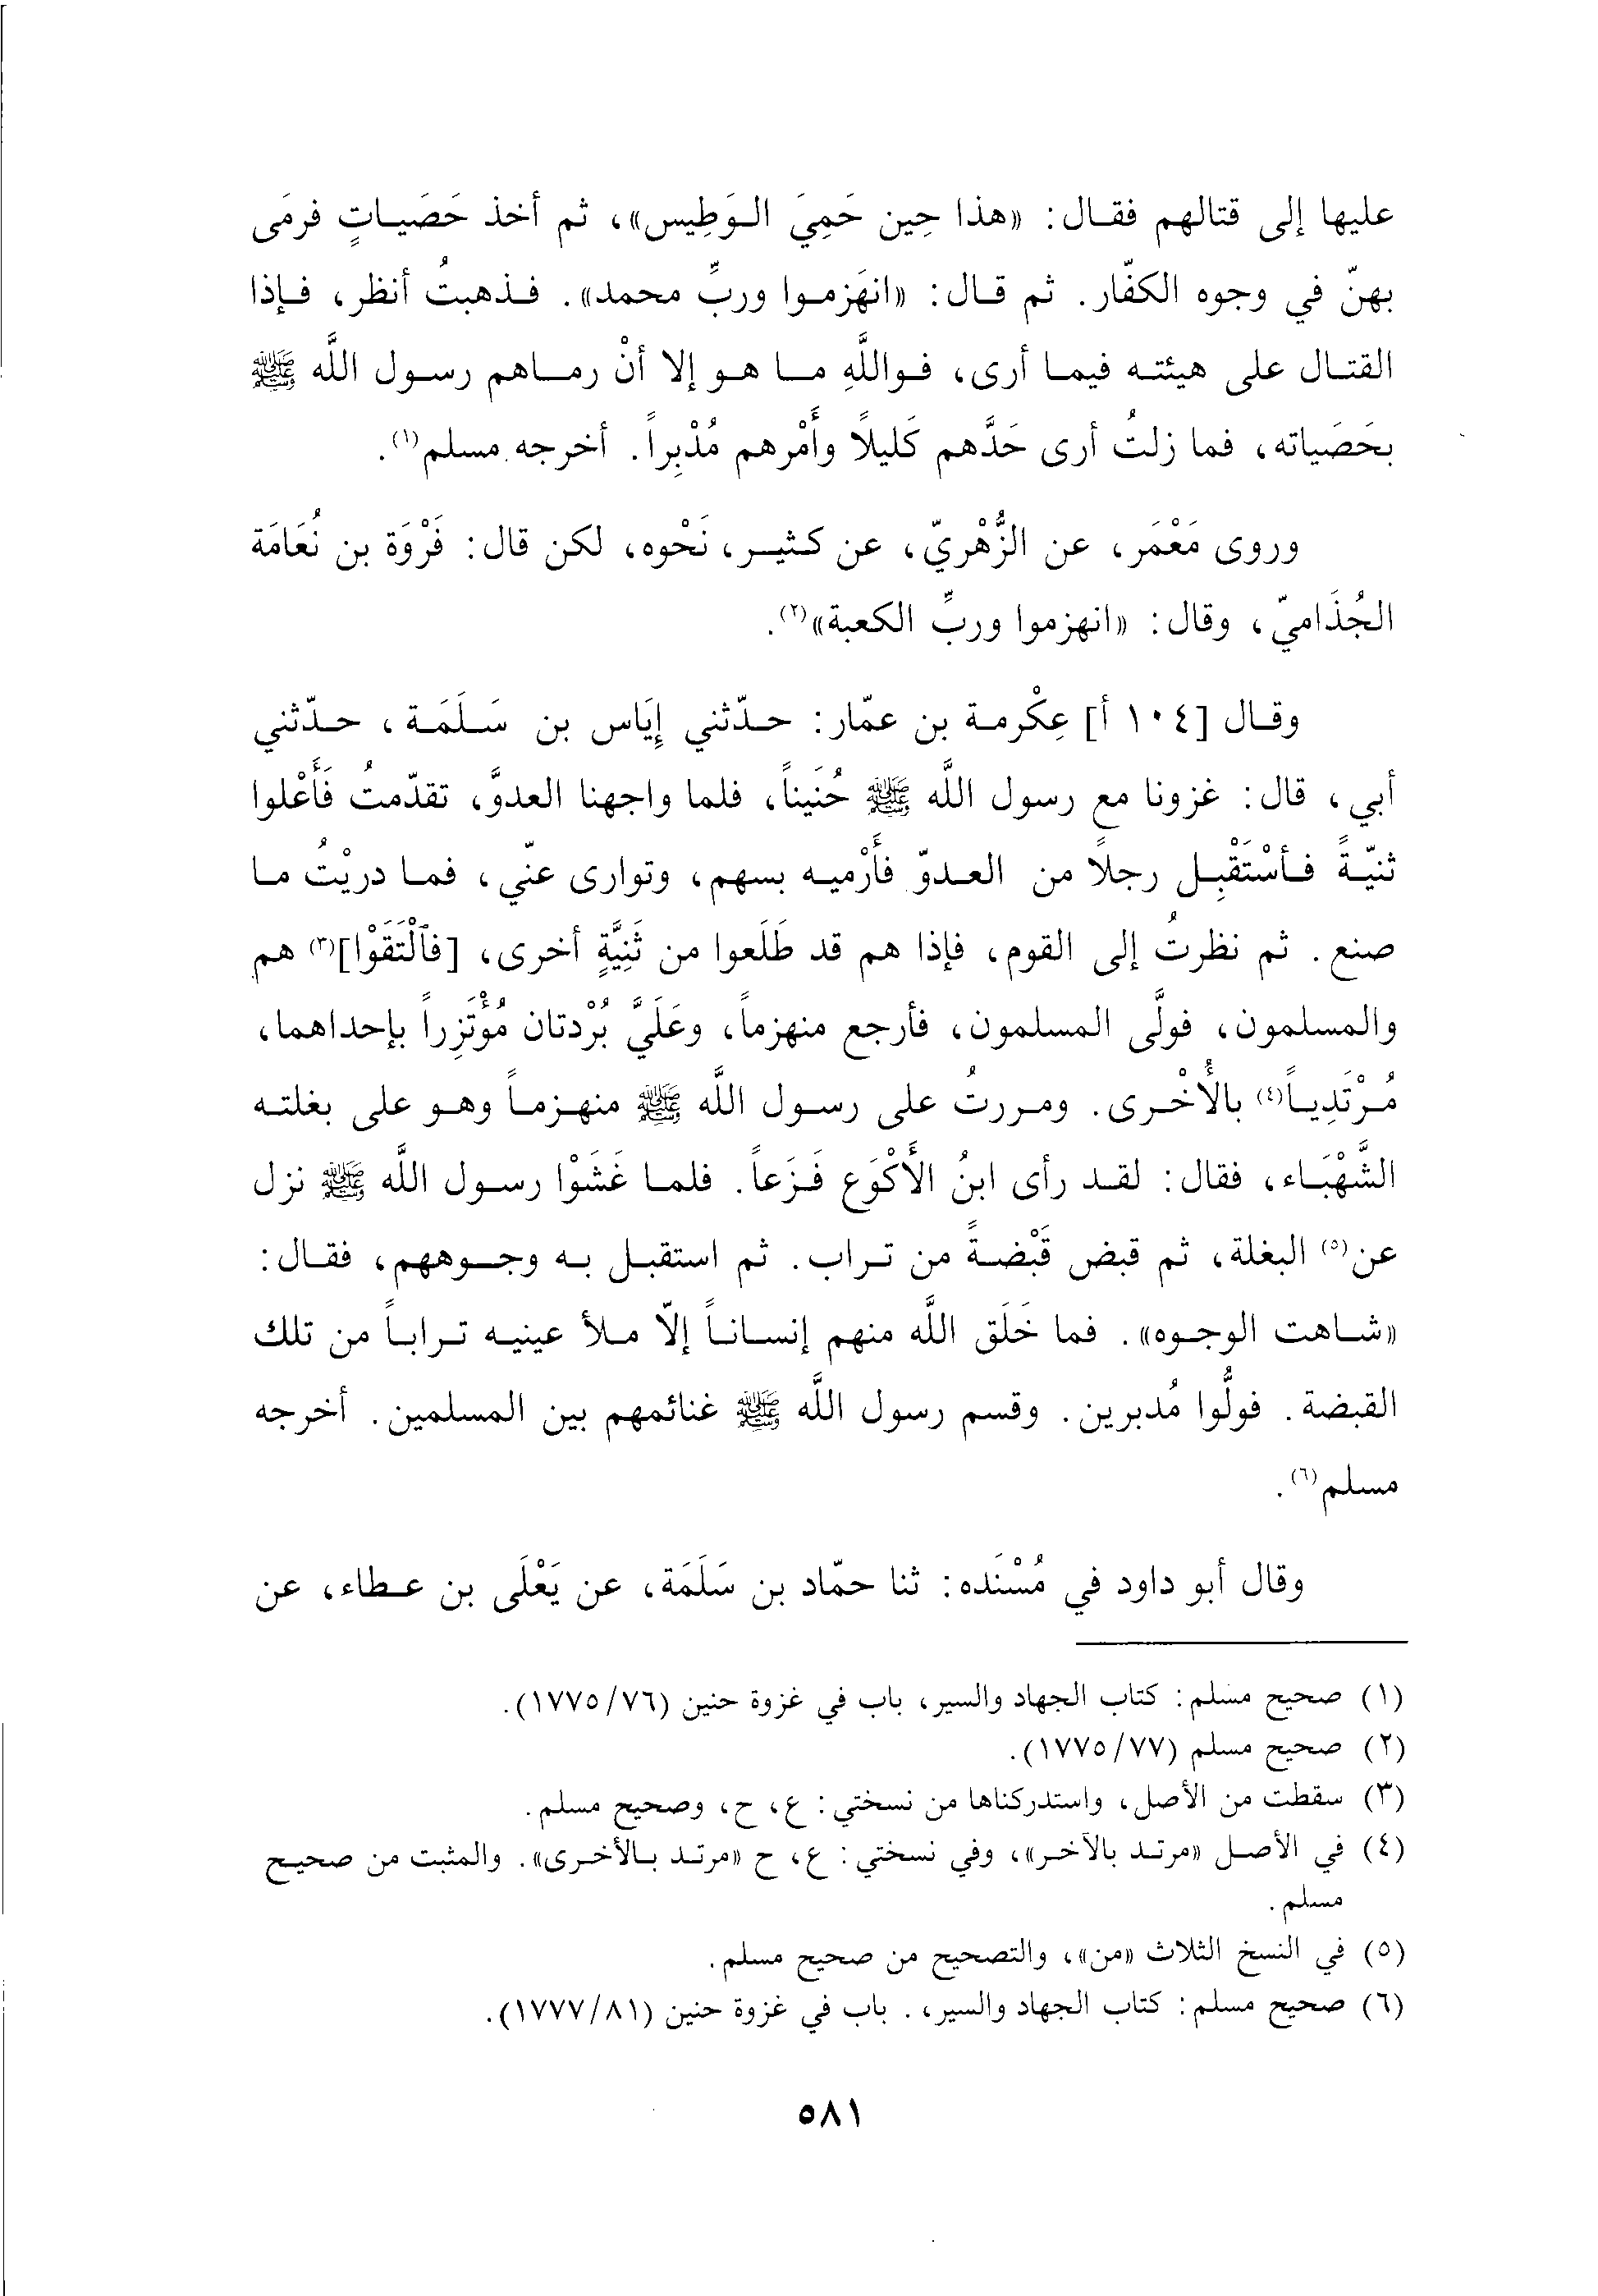 عليها إلى قتالهم فقال: «هذا حِين حَمِيَ الوَطِيس»، ثم أخذ حَصَياتٍ فرمَى
بهنّ في وجوه الكفّار. ثم قال: «انهَزموا وربِّ محمد». فذهبتُ أنظر، فإذا
القتال على هيئته فيما أرى، فواللَّهِ ما هو إلا أنْ رماهم رسول اللَّه ﷺ
بحَصَياته، فما زلتُ أرى حَدَّهم كَليلاً وأَمْرهم مُدْبِراً. أخرجه مسلم(١).
وروى مَعْمَر، عن الزُّهْريّ، عن كثير، نَحْوه، لكن قال: فَرْوَة بن نُعَامَة
الجُذَاميّ، وقال: «انهزموا وربِّ الكعبة»(٢).
وقال [١٠٤ أ] عِكْرمة بن عمّار: حدّثني إيَاس بن سَلَمَة، حدّثني
أبي، قال: غزونا مع رسول اللَّه ﷺ حُنَيناً، فلما واجهنا العدوَّ، تقدّمتُ فَأَعْلوا
ثنيّةً فأسْتَقْبِل رجلاً من العدوّ فأَرْميه بسهم، وتوارى عنّي، فما دريْتُ ما
صنع. ثم نظرتُ إلى القوم، فإذا هم قد طَلَعوا من ثَنِيَّةٍ أخرى، [فٱلْتَقَوْا](٣) هم
والمسلمون، فولَّى المسلمون، فأرجع منهزماً، وعَلَيَّ بُرْدتان مُؤْتَزِراً بإحداهما،
مُرْتَدِياً(٤) بالأُخْرى. ومررتُ على رسول اللَّه ﷺ منهزماً وهو على بغلته
الشَّهْبَاء، فقال: لقد رأى ابنُ الأَكْوَع فَزَعاً. فلما غَشَوْا رسول اللَّه ﷺ نزل
عن(٥) البغلة، ثم قبض قَبْضةً من تراب. ثم استقبل به وجوههم، فقال:
«شاهت الوجوه». فما خَلَق اللَّه منهم إنساناً إلاّ ملأ عينيه تراباً من تلك
القبضة. فولُّوا مُدبرين. وقسم رسول اللَّه ﷺ غنائمهم بين المسلمين. أخرجه
مسلم(٦).
وقال أبو داود في مُسْنَده: ثنا حمّاد بن سَلَمَة، عن يَعْلَى بن عطاء، عن
(١) صحيح مسلم: كتاب الجهاد والسير، باب في غزوة حنين (١٧٧٥/٧٦).
(٢) صحيح مسلم (١٧٧٥/٧٧).
(٣) سقطت من الأصل، واستدركناها من نسختي: ع، ح، وصحيح مسلم.
(٤) في الأصل «مرتد بالآخر»، وفي نسختي: ع، ح «مرتد بالأخرى». والمثبت من صحيح
مسلم.
(٥) في النسخ الثلاث «من»، والتصحيح من صحيح مسلم.
(٦) صحيح مسلم: كتاب الجهاد والسير،. باب في غزوة حنين (١٧٧٧/٨١).
٥٨١